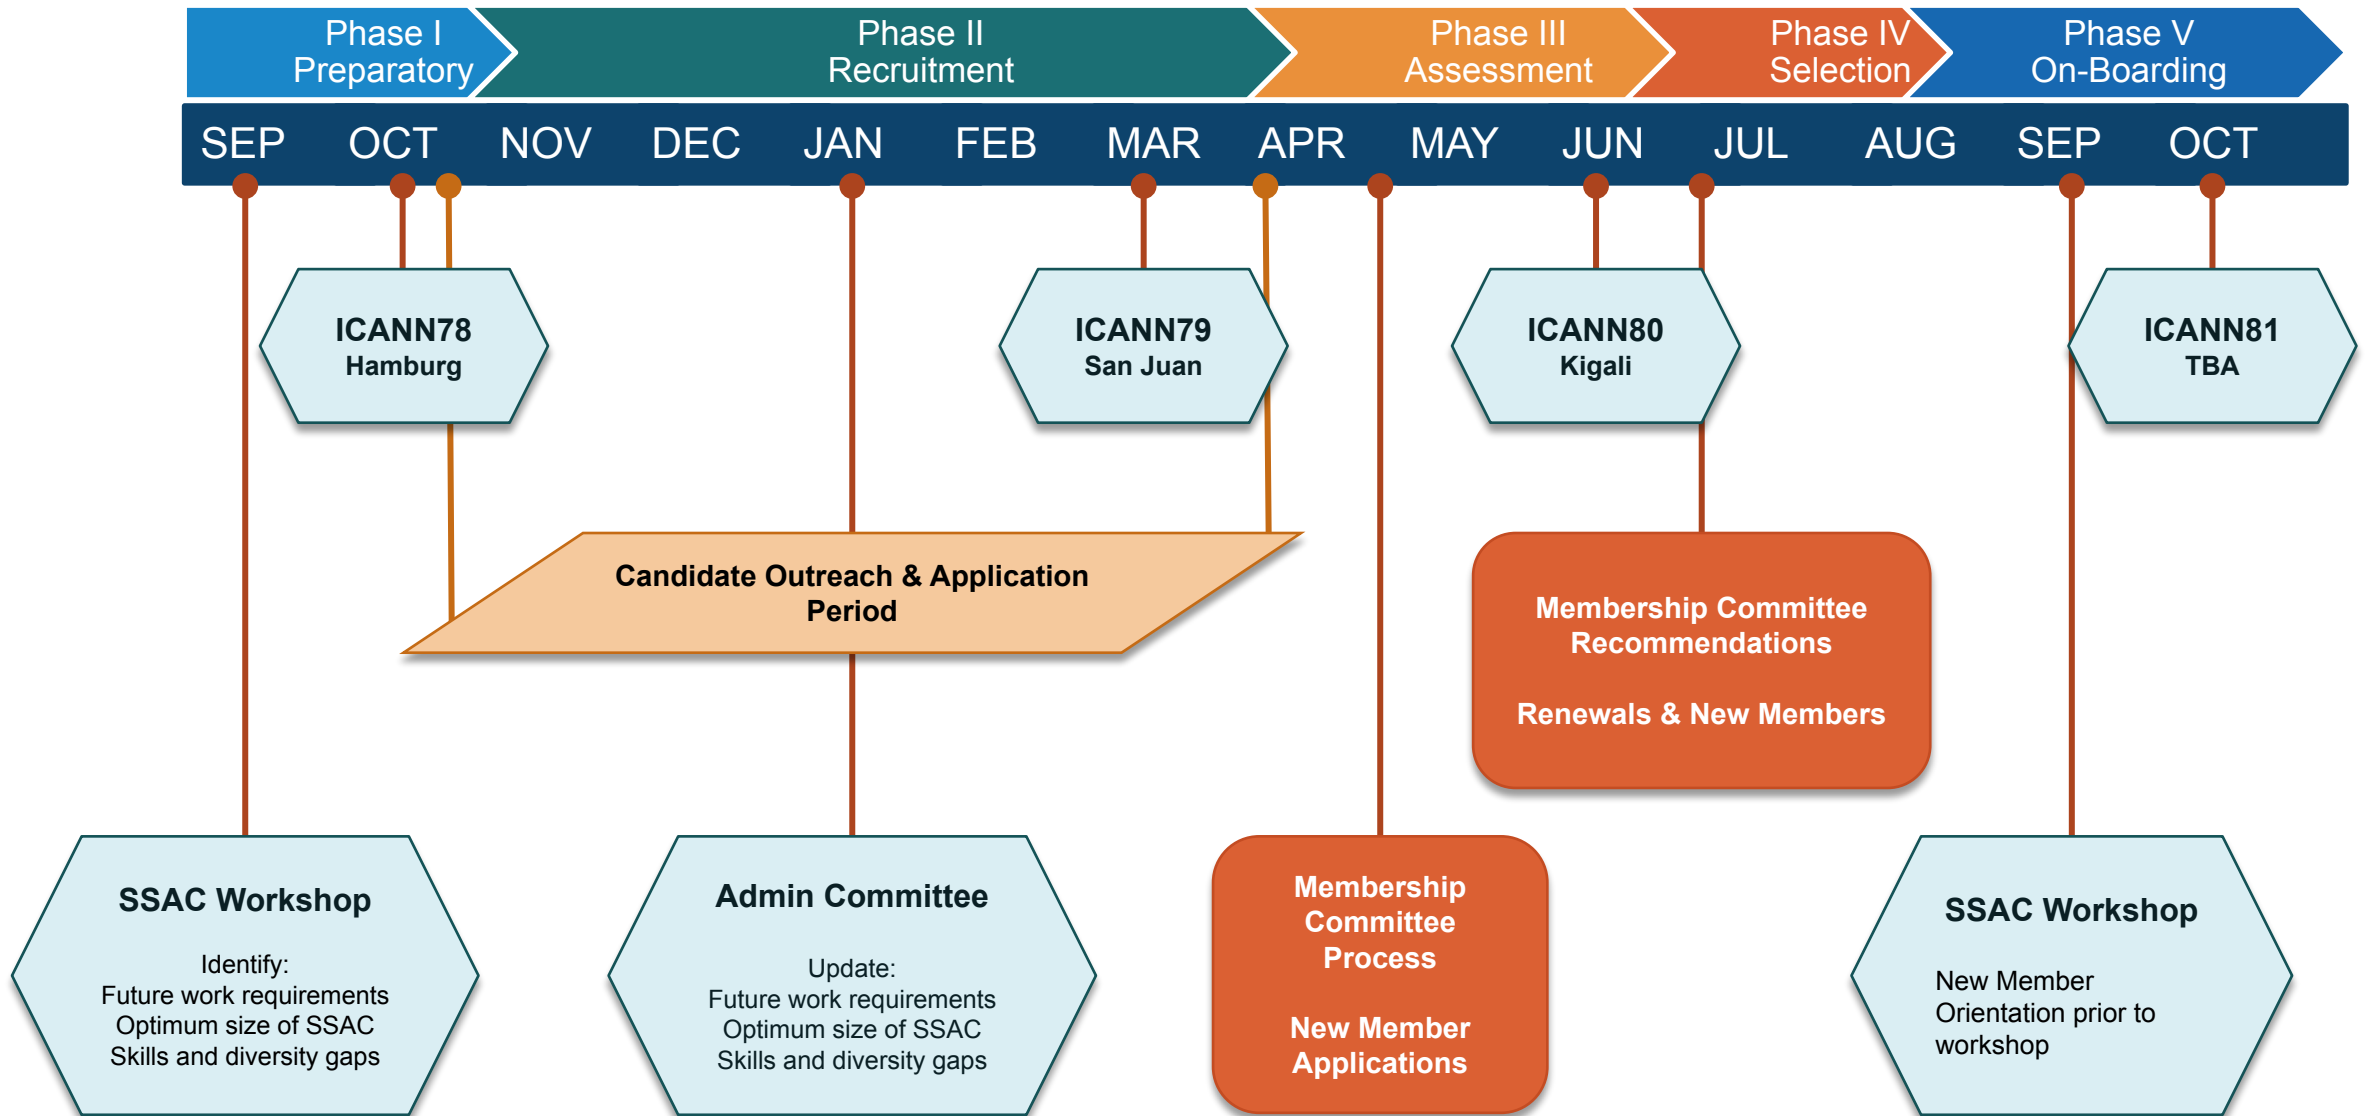 Phase I
Preparatory
Phase II
Recruitment
Phase III
Assessment
Phase IV
Selection
Phase V
On-Boarding
SEP OCT NOV DEC JAN FEB MAR APR MAY JUN JUL AUG SEP OCT
ICANN78
Hamburg
ICANN79
San Juan
ICANN80
Kigali
ICANN81
TBA
Candidate Outreach & Application
Period
Membership Committee
Recommendations
Renewals & New Members
SSAC Workshop
Identify:
Future work requirements
Optimum size of SSAC
Skills and diversity gaps
Admin Committee
Update:
Future work requirements
Optimum size of SSAC
Skills and diversity gaps
Membership
Committee
Process
New Member
Applications
SSAC Workshop
New Member
Orientation prior to
workshop